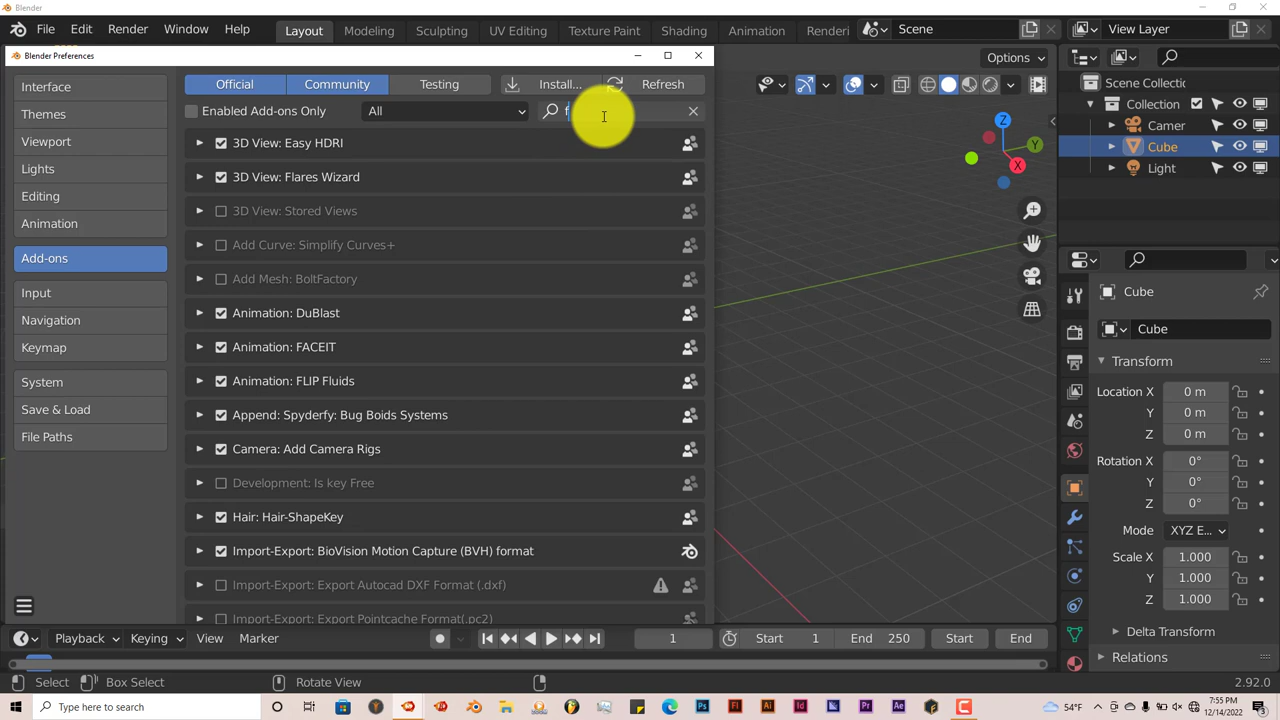 Blender
File Edit Render Window Help Layout Modeling Sculpting UV Editing Texture Paint Shading Animation Rendering Scene View Layer
Blender Preferences
Options
Interface
Themes
Viewport
Lights
Editing
Animation
Add-ons
Input
Navigation
Keymap
System
Save & Load
File Paths
Official Community Testing Install... Refresh
Enabled Add-ons Only All f
3D View: Easy HDRI
3D View: Flares Wizard
3D View: Stored Views
Add Curve: Simplify Curves+
Add Mesh: BoltFactory
Animation: DuBlast
Animation: FACEIT
Animation: FLIP Fluids
Append: Spyderfy: Bug Boids Systems
Camera: Add Camera Rigs
Development: Is key Free
Hair: Hair-ShapeKey
Import-Export: BioVision Motion Capture (BVH) format
Import-Export: Export Autocad DXF Format (.dxf)
Import-Export: Export Pointcache Format(.pc2)
Z
Y
X
Scene Collecti
Collection
Camer
Cube
Light
Cube
Cube
Transform
Location X 0 m
Y 0 m
Z 0 m
Rotation X 0°
Y 0°
Z 0°
Mode XYZ E...
Scale X 1.000
Y 1.000
Z 1.000
Delta Transform
Relations
Playback Keying View Marker 1 Start 1 End 250 Start End
Select Box Select Rotate View 2.92.0
Type here to search 54°F 7:55 PM
12/14/2022